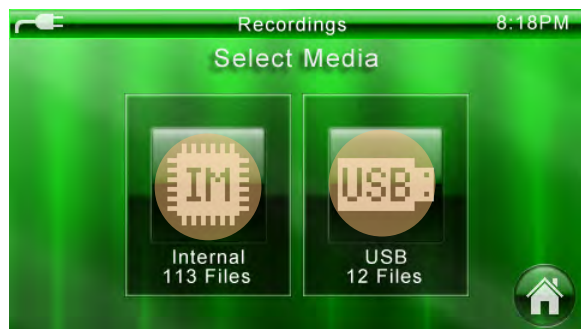 Recordings
8:18PM
Select Media
IM
USB
Internal
113 Files
USB
12 Files